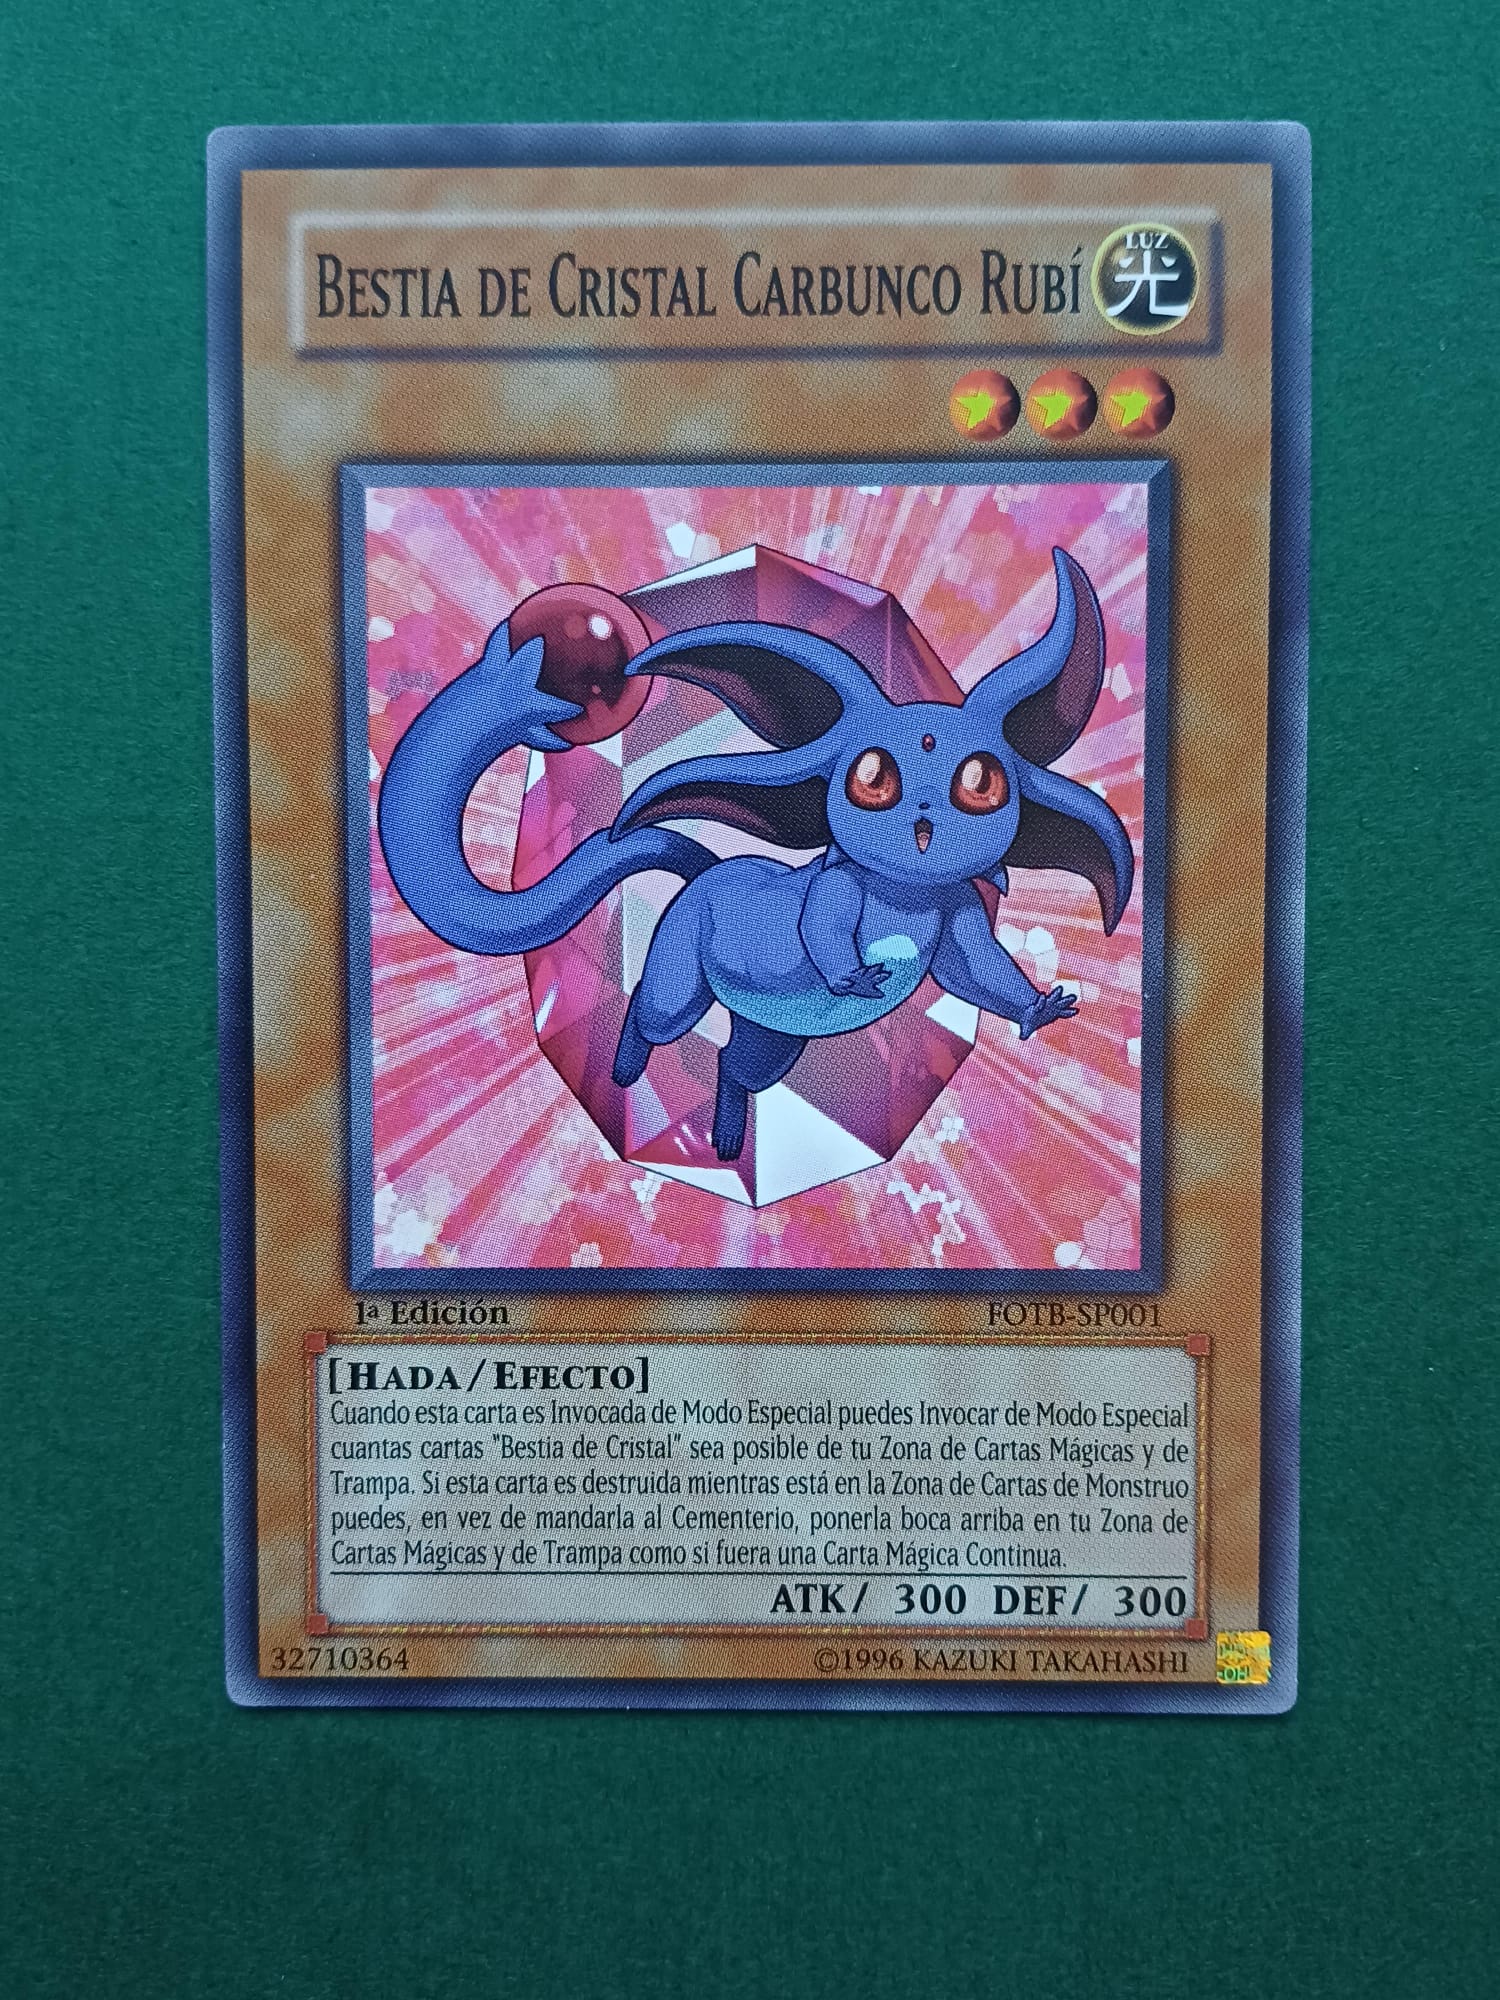 BESTIA DE CRISTAL CARBUNCO RUBÍ
LUZ
光
1ª Edición
FOTB-SP001
[HADA/EFECTO]
Cuando esta carta es Invocada de Modo Especial puedes Invocar de Modo Especial
cuantas cartas "Bestia de Cristal" sea posible de tu Zona de Cartas Mágicas y de
Trampa. Si esta carta es destruida mientras está en la Zona de Cartas de Monstruo
puedes, en vez de mandarla al Cementerio, ponerla boca arriba en tu Zona de
Cartas Mágicas y de Trampa como si fuera una Carta Mágica Continua.
ATK/ 300 DEF/ 300
32710364
©1996 KAZUKI TAKAHASHI